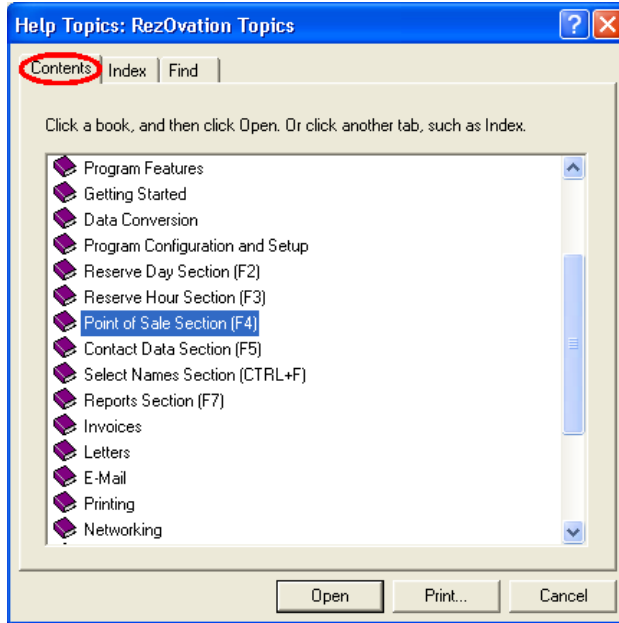 Help Topics: RezOvation Topics
Contents Index Find
Click a book, and then click Open. Or click another tab, such as Index.
Program Features
Getting Started
Data Conversion
Program Configuration and Setup
Reserve Day Section (F2)
Reserve Hour Section (F3)
Point of Sale Section (F4)
Contact Data Section (F5)
Select Names Section (CTRL+F)
Reports Section (F7)
Invoices
Letters
E-Mail
Printing
Networking
Open Print... Cancel